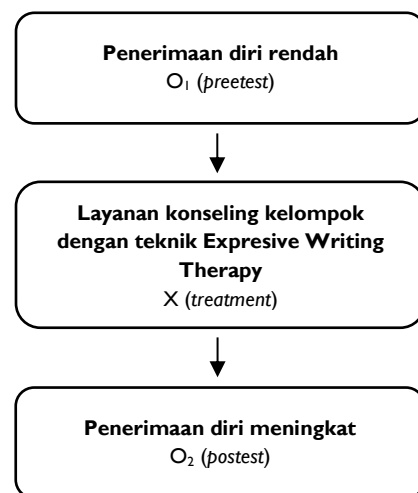 Penerimaan diri rendah
O₁ (preetest)
Layanan konseling kelompok
dengan teknik Expresive Writing
Therapy
X (treatment)
Penerimaan diri meningkat
O₂ (postest)